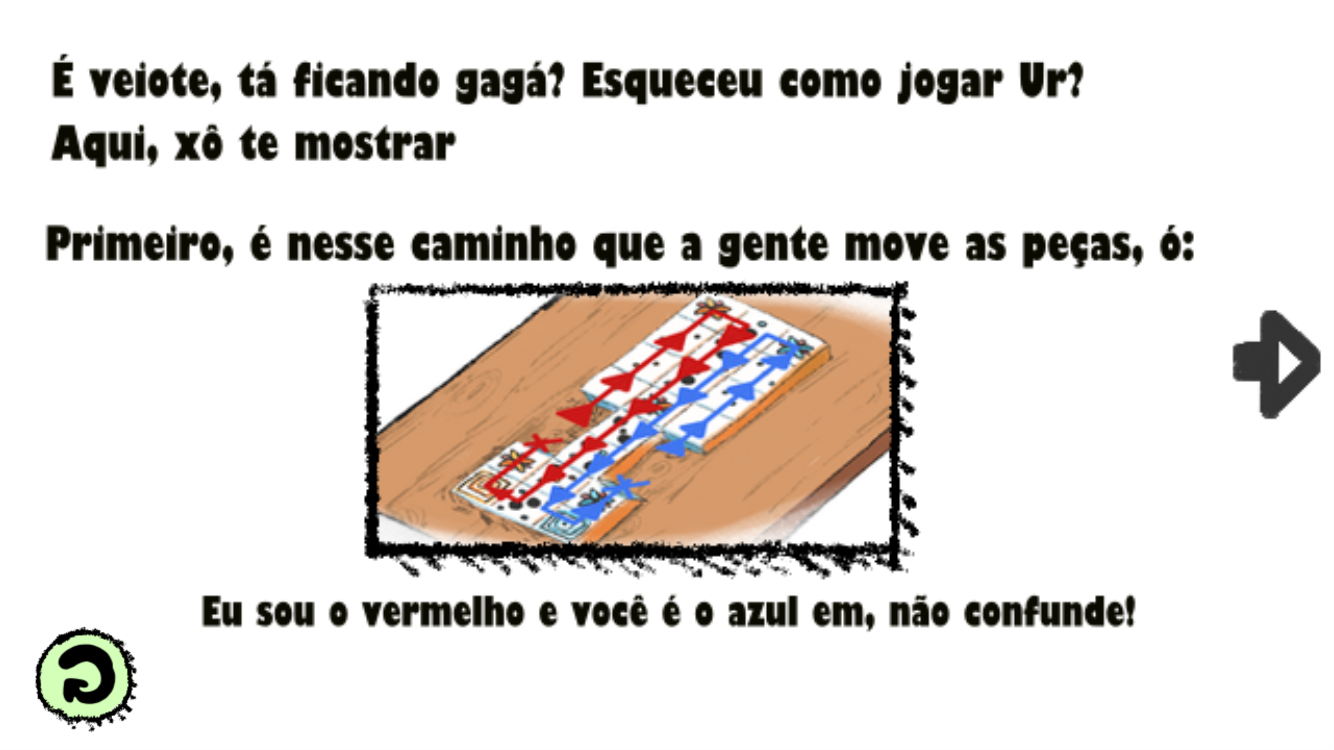 É veiote, tá ficando gagá? Esqueceu como jogar Ur?
Aqui, xô te mostrar
Primeiro, é nesse caminho que a gente move as peças, ó:
Eu sou o vermelho e você é o azul em, não confunde!